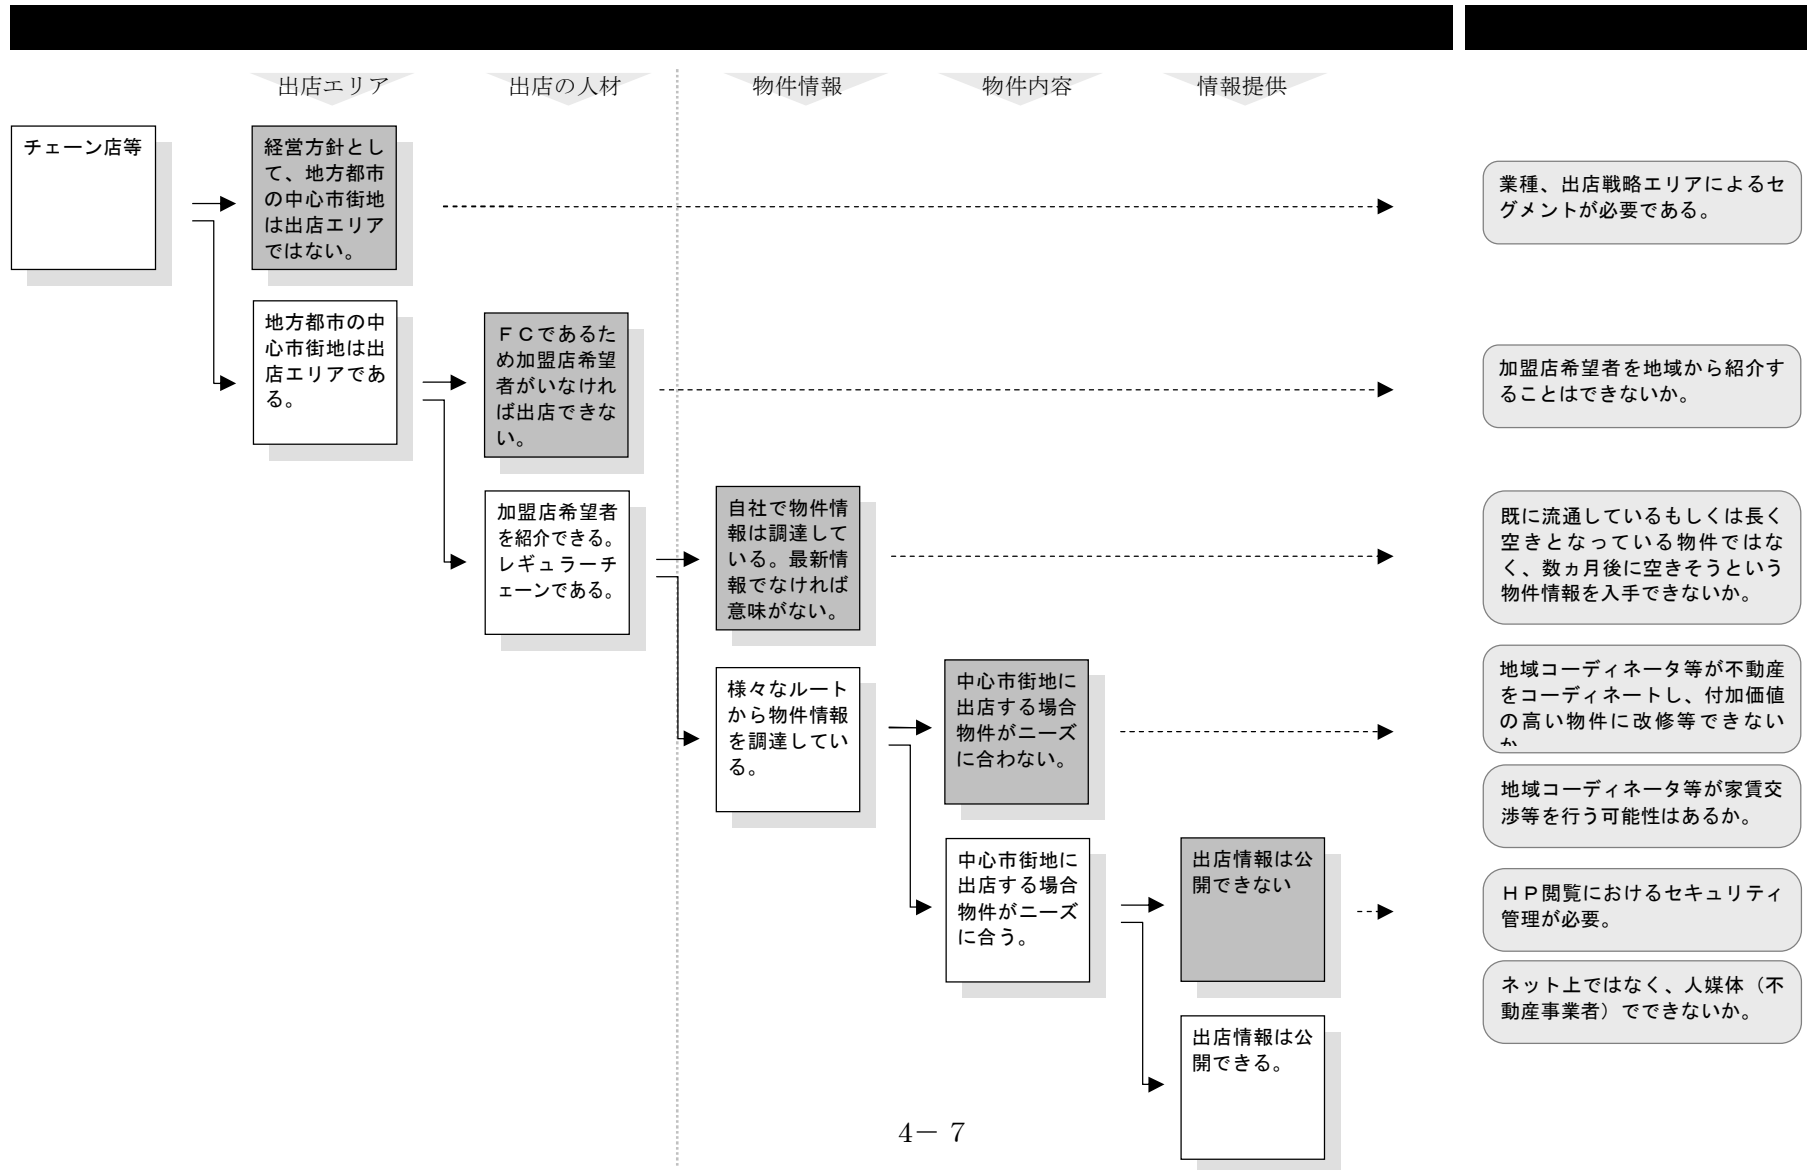 出店エリア
出店の人材
物件情報
物件内容
情報提供
チェーン店等
経営方針とし
て、地方都市
の中心市街地
は出店エリア
ではない。
業種、出店戦略エリアによるセ
グメントが必要である。
地方都市の中
心市街地は出
店エリアであ
る。
ＦＣであるた
め加盟店希望
者がいなけれ
ば出店できな
い。
加盟店希望者を地域から紹介す
ることはできないか。
加盟店希望者
を紹介できる。
レギュラーチ
ェーンである。
自社で物件情
報は調達して
いる。最新情
報でなければ
意味がない。
既に流通しているもしくは長く
空きとなっている物件ではな
く、数ヵ月後に空きそうという
物件情報を入手できないか。
様々なルート
から物件情報
を調達してい
る。
中心市街地に
出店する場合
物件がニーズ
に合わない。
地域コーディネータ等が不動産
をコーディネートし、付加価値
の高い物件に改修等できない
か
地域コーディネータ等が家賃交
渉等を行う可能性はあるか。
中心市街地に
出店する場合
物件がニーズ
に合う。
出店情報は公
開できない
ＨＰ閲覧におけるセキュリティ
管理が必要。
ネット上ではなく、人媒体（不
動産事業者）でできないか。
出店情報は公
開できる。
4－ 7